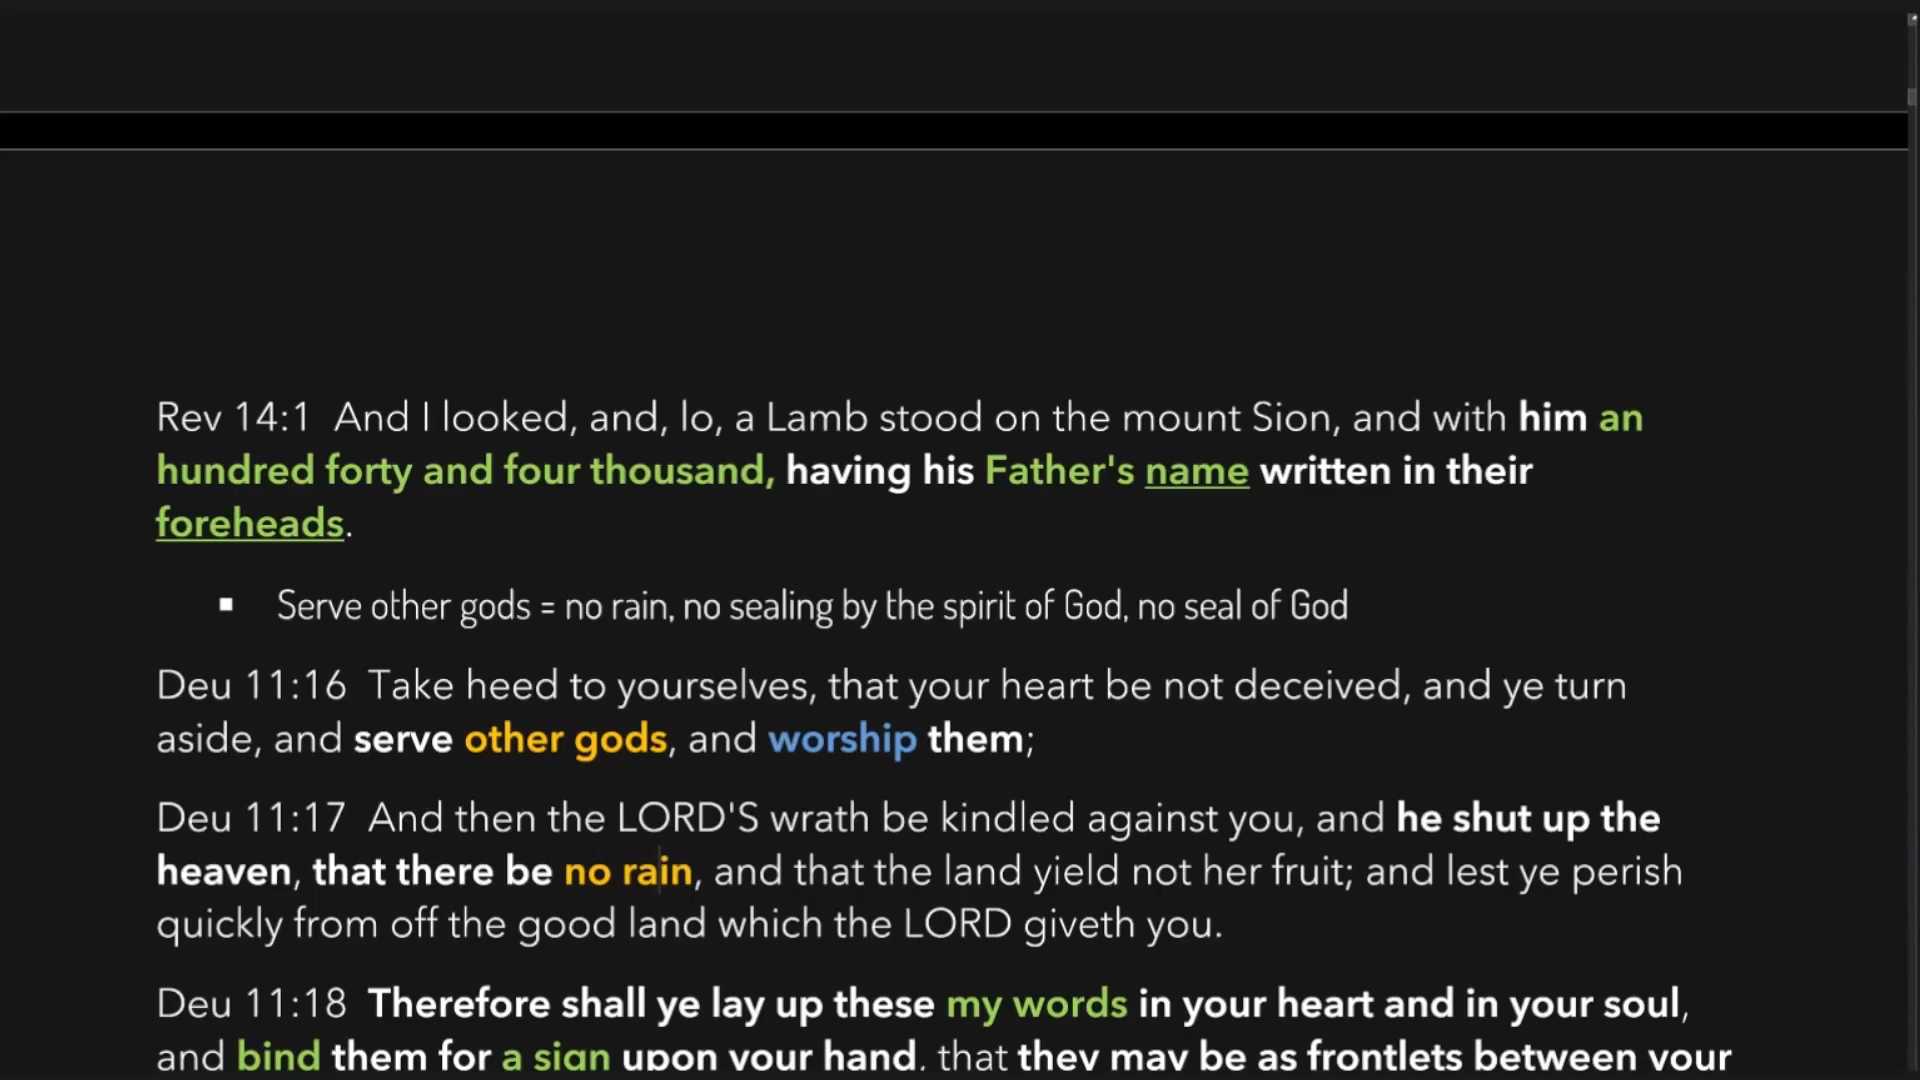 Rev 14:1  And I looked, and, lo, a Lamb stood on the mount Sion, and with him an
hundred forty and four thousand, having his Father's name written in their
foreheads.
▪ Serve other gods = no rain, no sealing by the spirit of God, no seal of God
Deu 11:16  Take heed to yourselves, that your heart be not deceived, and ye turn
aside, and serve other gods, and worship them;
Deu 11:17  And then the LORD'S wrath be kindled against you, and he shut up the
heaven, that there be no rain, and that the land yield not her fruit; and lest ye perish
quickly from off the good land which the LORD giveth you.
Deu 11:18  Therefore shall ye lay up these my words in your heart and in your soul,
and bind them for a sign upon your hand, that they may be as frontlets between your